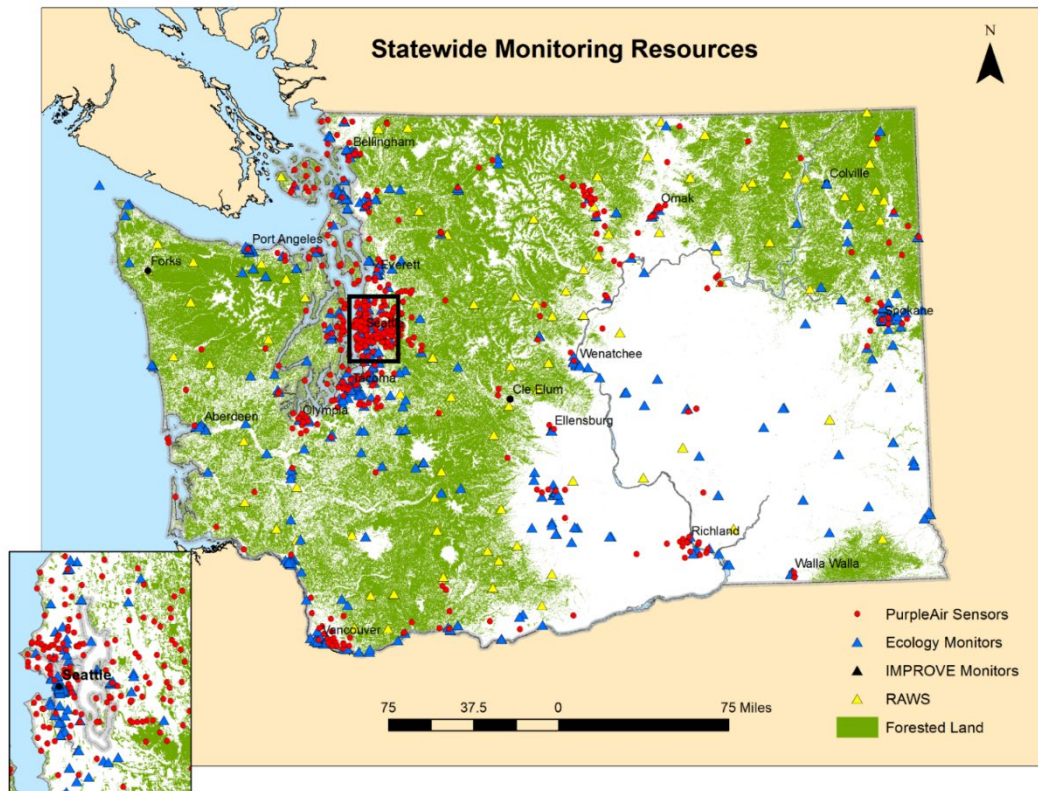 Statewide Monitoring Resources
N
Bellingham
Omak
Colville
Port Angeles
Forks
Everett
Seattle
Spokane
Wenatchee
Tacoma
Cle Elum
Olympia
Aberdeen
Ellensburg
Richland
Walla Walla
Vancouver
Seattle
PurpleAir Sensors
Ecology Monitors
IMPROVE Monitors
RAWS
Forested Land
75 37.5 0 75 Miles